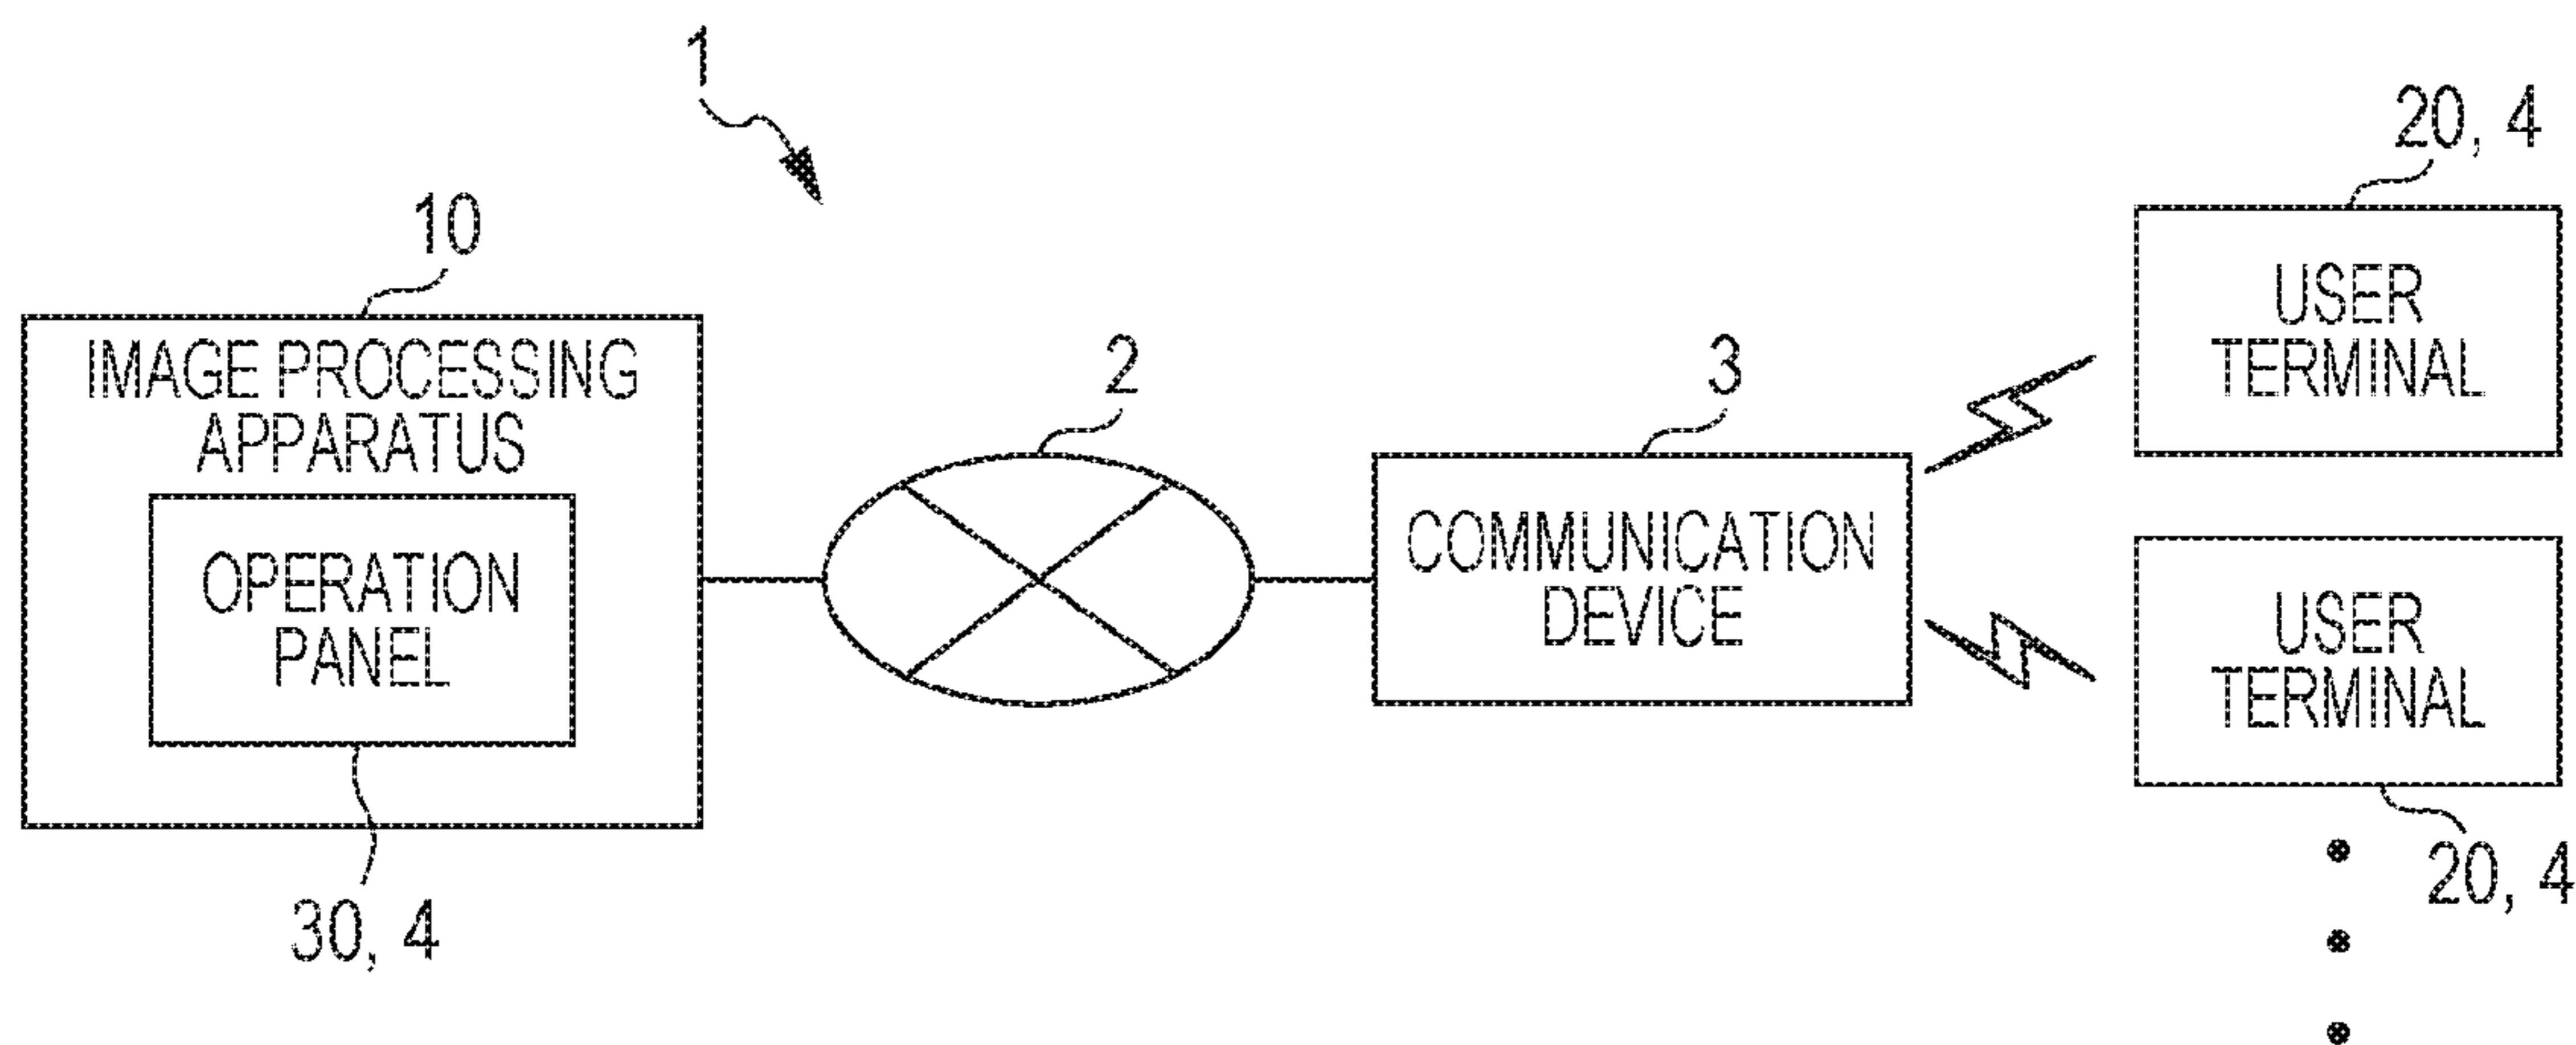 1
10
IMAGE PROCESSING
APPARATUS
OPERATION
PANEL
30, 4
2
3
COMMUNICATION
DEVICE
20, 4
USER
TERMINAL
USER
TERMINAL
20, 4